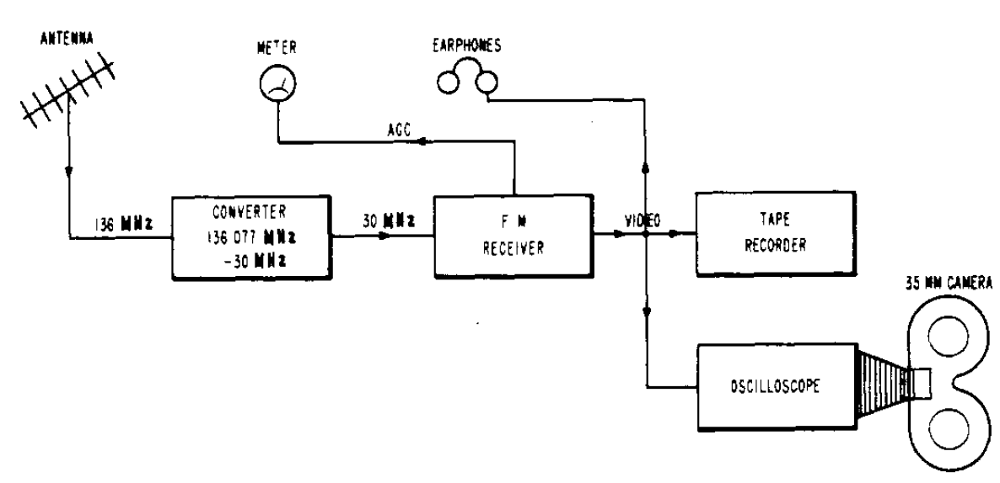 ANTENNA
METER
EARPHONES
AGC
136 MHz
CONVERTER
136 077 MHz
-30 MHz
30 MHz
F M
RECEIVER
VIDEO
TAPE
RECORDER
35 MM CAMERA
OSCILLOSCOPE